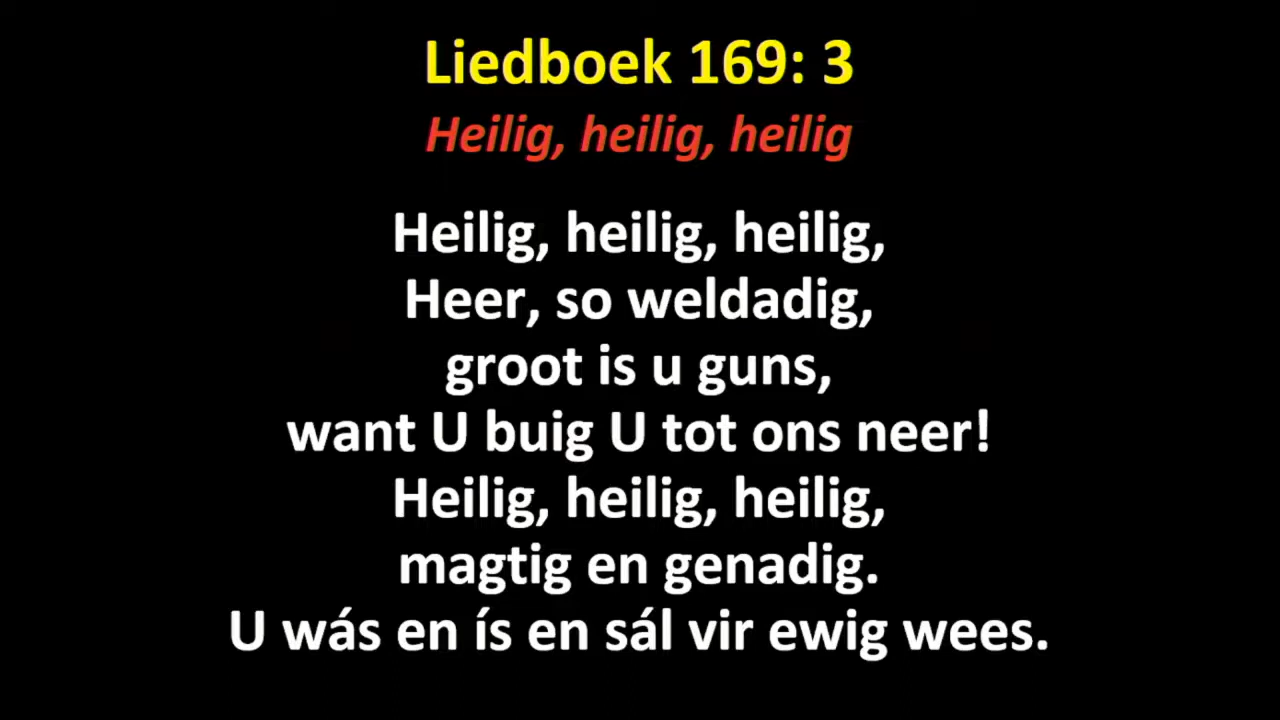 Liedboek 169: 3
Heilig, heilig, heilig
Heilig, heilig, heilig,
Heer, so weldadig,
groot is u guns,
want U buig U tot ons neer!
Heilig, heilig, heilig,
magtig en genadig.
U wás en ís en sál vir ewig wees.